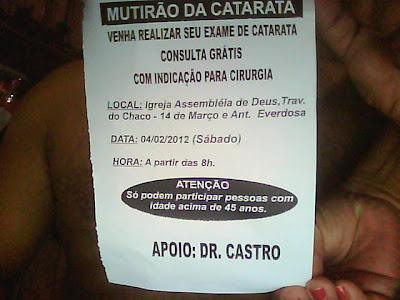 MUTIRÃO DA CATARATA
VENHA REALIZAR SEU EXAME DE CATARATA
CONSULTA GRÁTIS
COM INDICAÇÃO PARA CIRURGIA
LOCAL: Igreja Assembléia de Deus,Trav.
do Chaco - 14 de Março e Ant. Everdosa
DATA: 04/02/2012 (Sábado)
HORA: A partir das 8h.
ATENÇÃO
Só podem participar pessoas com
idade acima de 45 anos.
APOIO: DR. CASTRO